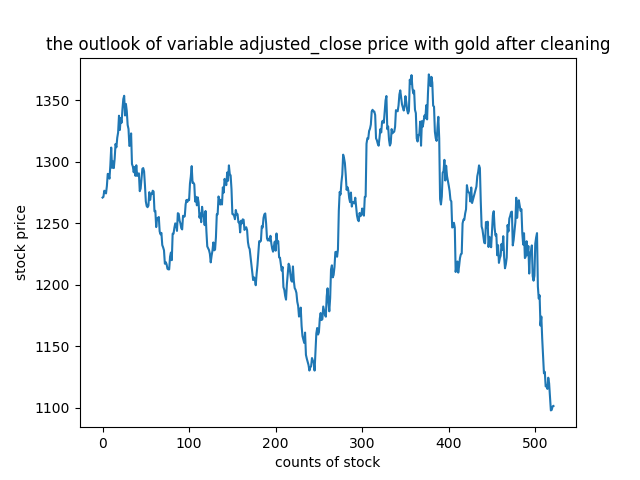 the outlook of variable adjusted_close price with gold after cleaning
stock price
1350
1300
1250
1200
1150
1100
0 100 200 300 400 500
counts of stock